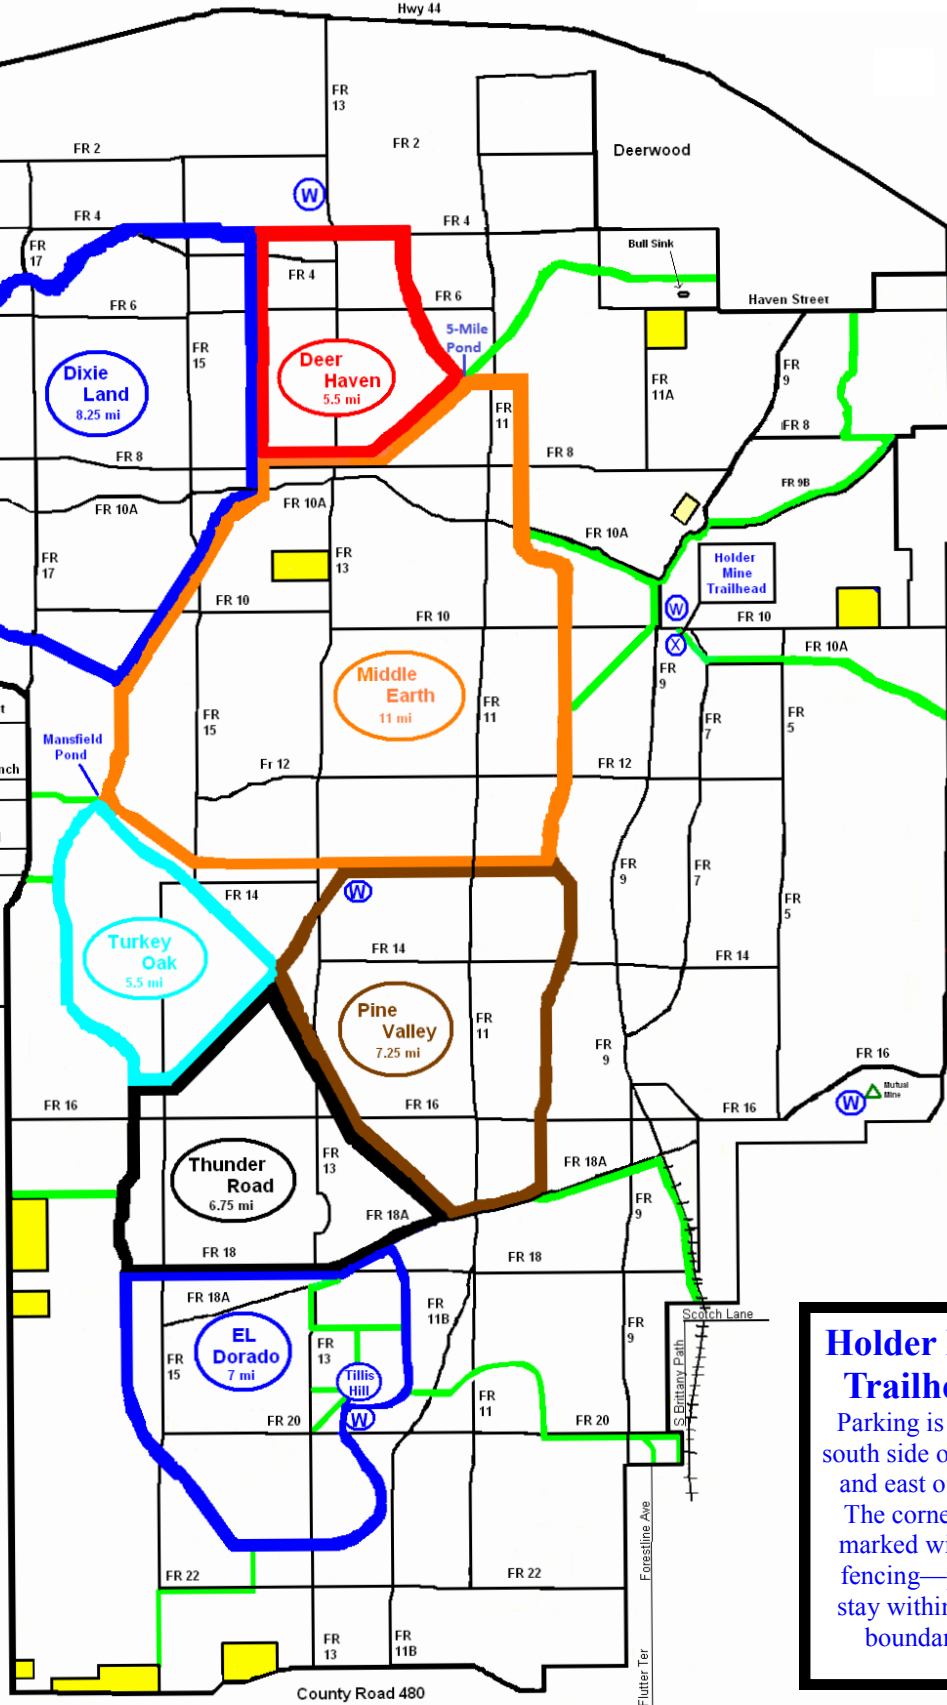 Hwy 44
FR
13
FR 2
FR 2
Deerwood
W
FR 4
FR 4
FR
17
Bull Sink
FR 4
FR 6
FR 6
Haven Street
5-Mile
Pond
FR
15
Dixie
Land
8.25 mi
Deer
Haven
5.5 mi
FR
9
FR
11A
FR
11
FR 8
FR 8
FR 8
FR 9B
FR 10A
FR 10A
FR 10A
FR
17
FR
13
Holder
Mine
Trailhead
FR 10
FR 10
W
FR 10
X
FR 10A
FR
9
Middle
Earth
11 mi
FR
15
FR
11
FR
7
FR
5
t
Mansfield
Pond
nch
Fr 12
FR 12
FR
9
FR
7
FR 14
W
FR
5
Turkey
Oak
5.5 mi
FR 14
FR 14
Pine
Valley
7.25 mi
FR
11
FR
9
FR 16
Mutual
Mine
W
FR 16
FR 16
FR 16
Thunder
Road
6.75 mi
FR
13
FR 18A
FR
9
FR 18A
FR 18
FR 18
FR 18A
FR
11B
Scotch Lane
EL
Dorado
7 mi
FR
13
FR
9
FR
15
S Brittany Path
Tillis
Hill
FR
11
W
FR 20
FR 20
Holder
Trailh
Parking is
south side o
and east o
The corne
marked wi
fencing—
stay within
boundar
Forestline Ave
FR 22
FR 22
FR
13
FR
11B
Flutter Ter
County Road 480